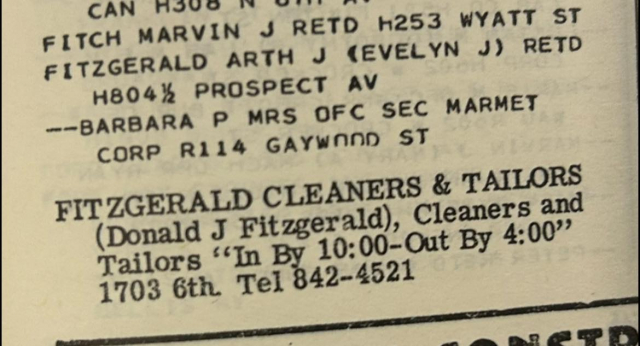 CAN H308 N
FITCH MARVIN J RETD h253 WYATT ST
FITZGERALD ARTH J (EVELYN J) RETD
H804½ PROSPECT AV
--BARBARA P MRS OFC SEC MARMET
CORP R114 GAYWOOD ST
FITZGERALD CLEANERS & TAILORS
(Donald J Fitzgerald), Cleaners and
Tailors “In By 10:00-Out By 4:00”
1703 6th. Tel 842-4521